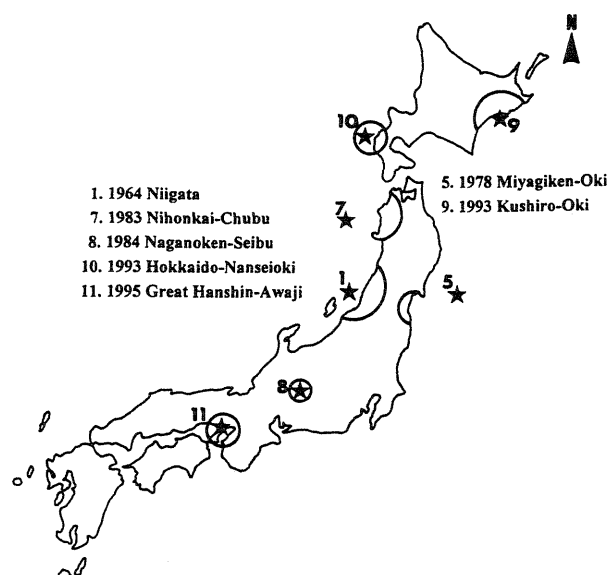 N
10
9
1. 1964 Niigata
5. 1978 Miyagiken-Oki
7. 1983 Nihonkai-Chubu
9. 1993 Kushiro-Oki
8. 1984 Naganoken-Seibu
10. 1993 Hokkaido-Nanseioki
11. 1995 Great Hanshin-Awaji
7
1
5
8
11